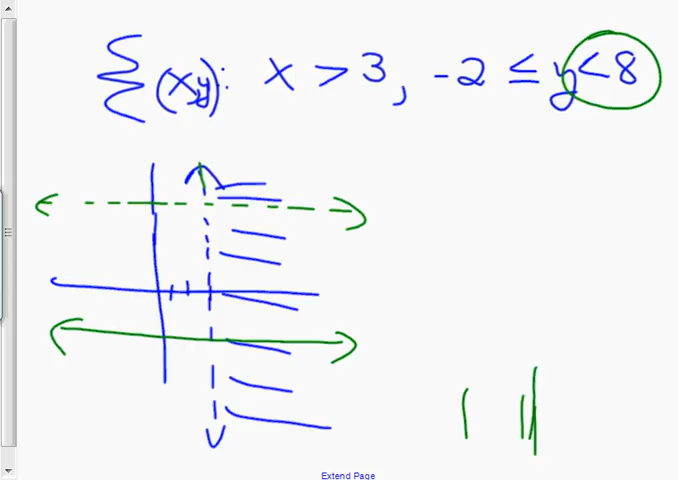 {(x,y): x > 3, -2 ≤ y < 8
Extend Page